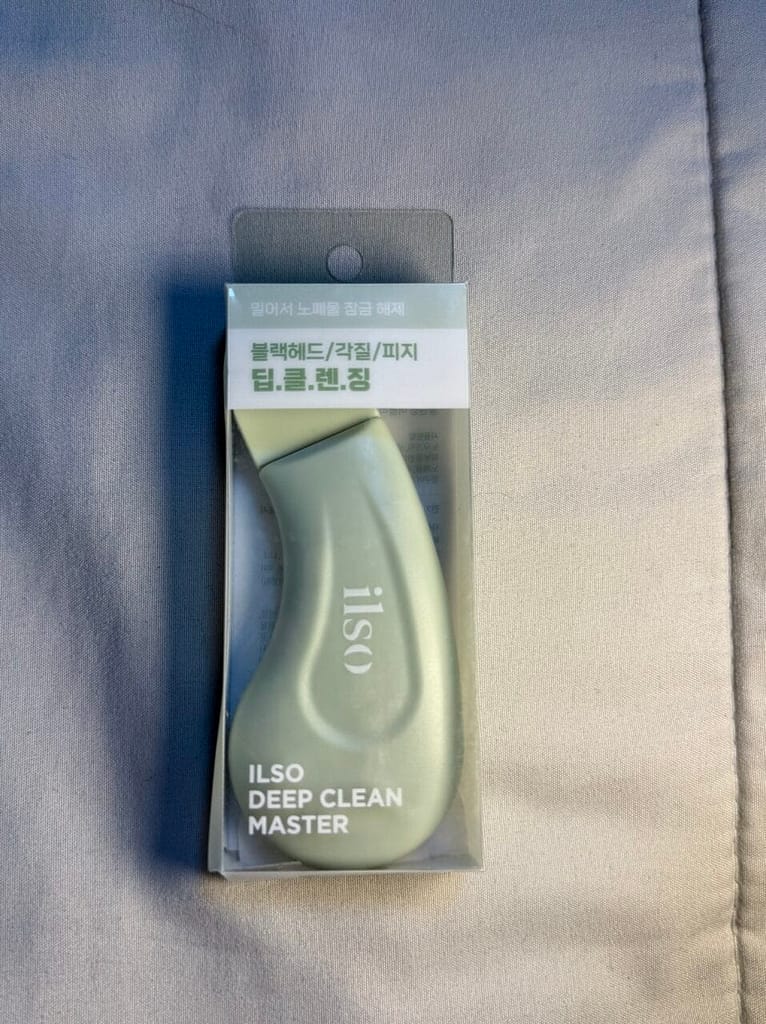 밀어서 노폐물 잠금 해제
블랙헤드/각질/피지
딥.클.렌.징
ilso
ILSO
DEEP CLEAN
MASTER